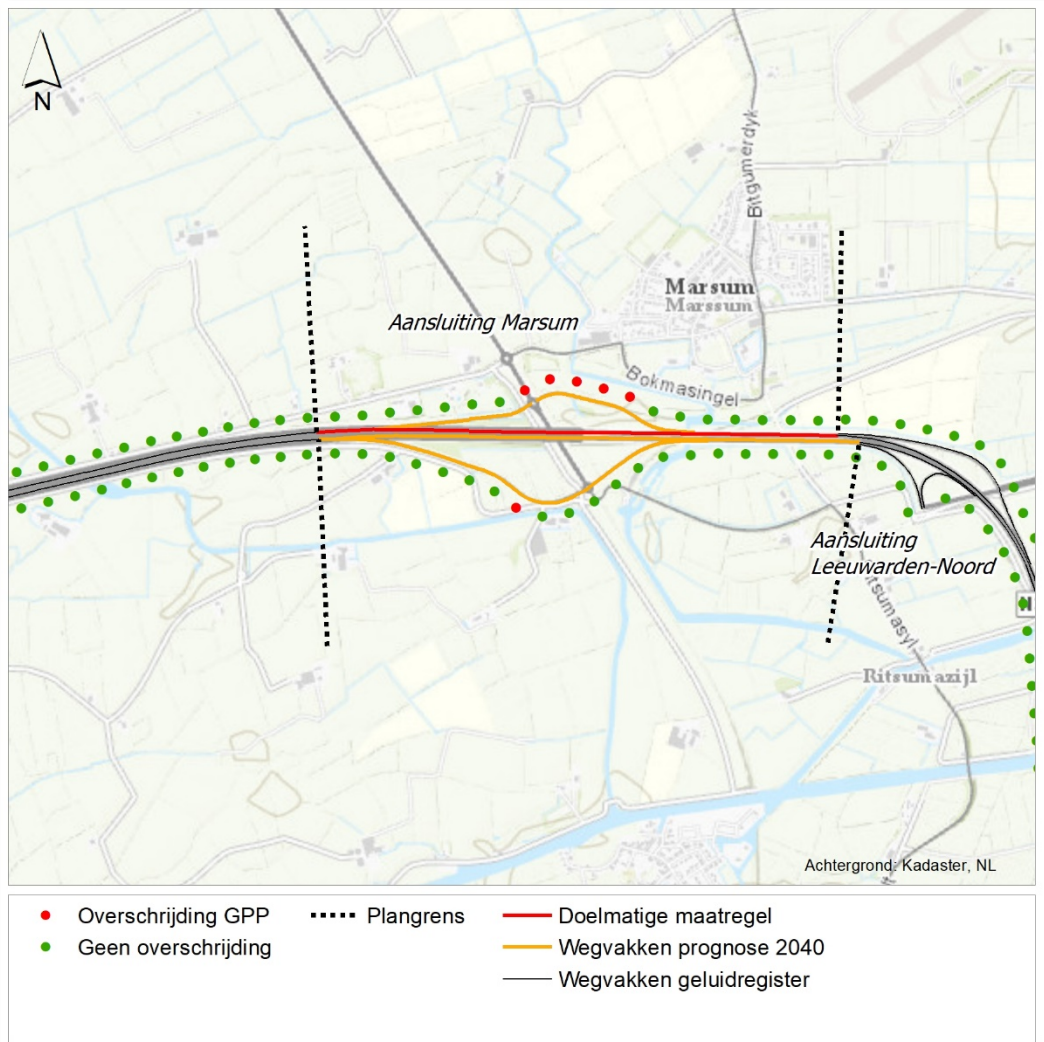 N
Bitgumerdyk
Marsum
Marssum
Aansluiting Marsum
Bokmasingel
Aansluiting
Leeuwarden-Noord
Ritsumasyl
Ritsumazijl
Achtergrond: Kadaster, NL
Overschrijding GPP
Plangrens
Doelmatige maatregel
Geen overschrijding
Wegvakken prognose 2040
Wegvakken geluidregister